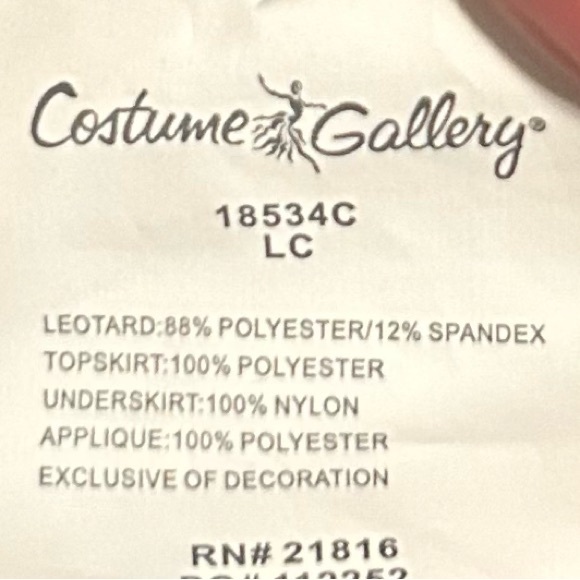 Costume Gallery®
18534C
LC
LEOTARD:88% POLYESTER/12% SPANDEX
TOPSKIRT:100% POLYESTER
UNDERSKIRT:100% NYLON
APPLIQUE:100% POLYESTER
EXCLUSIVE OF DECORATION
RN# 21816